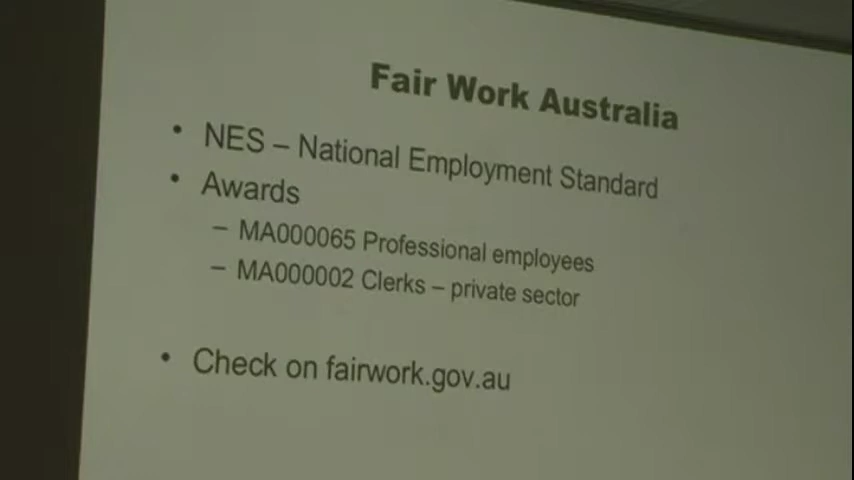 Fair Work Australia
• NES – National Employment Standard
• Awards
– MA000065 Professional employees
– MA000002 Clerks – private sector
• Check on fairwork.gov.au